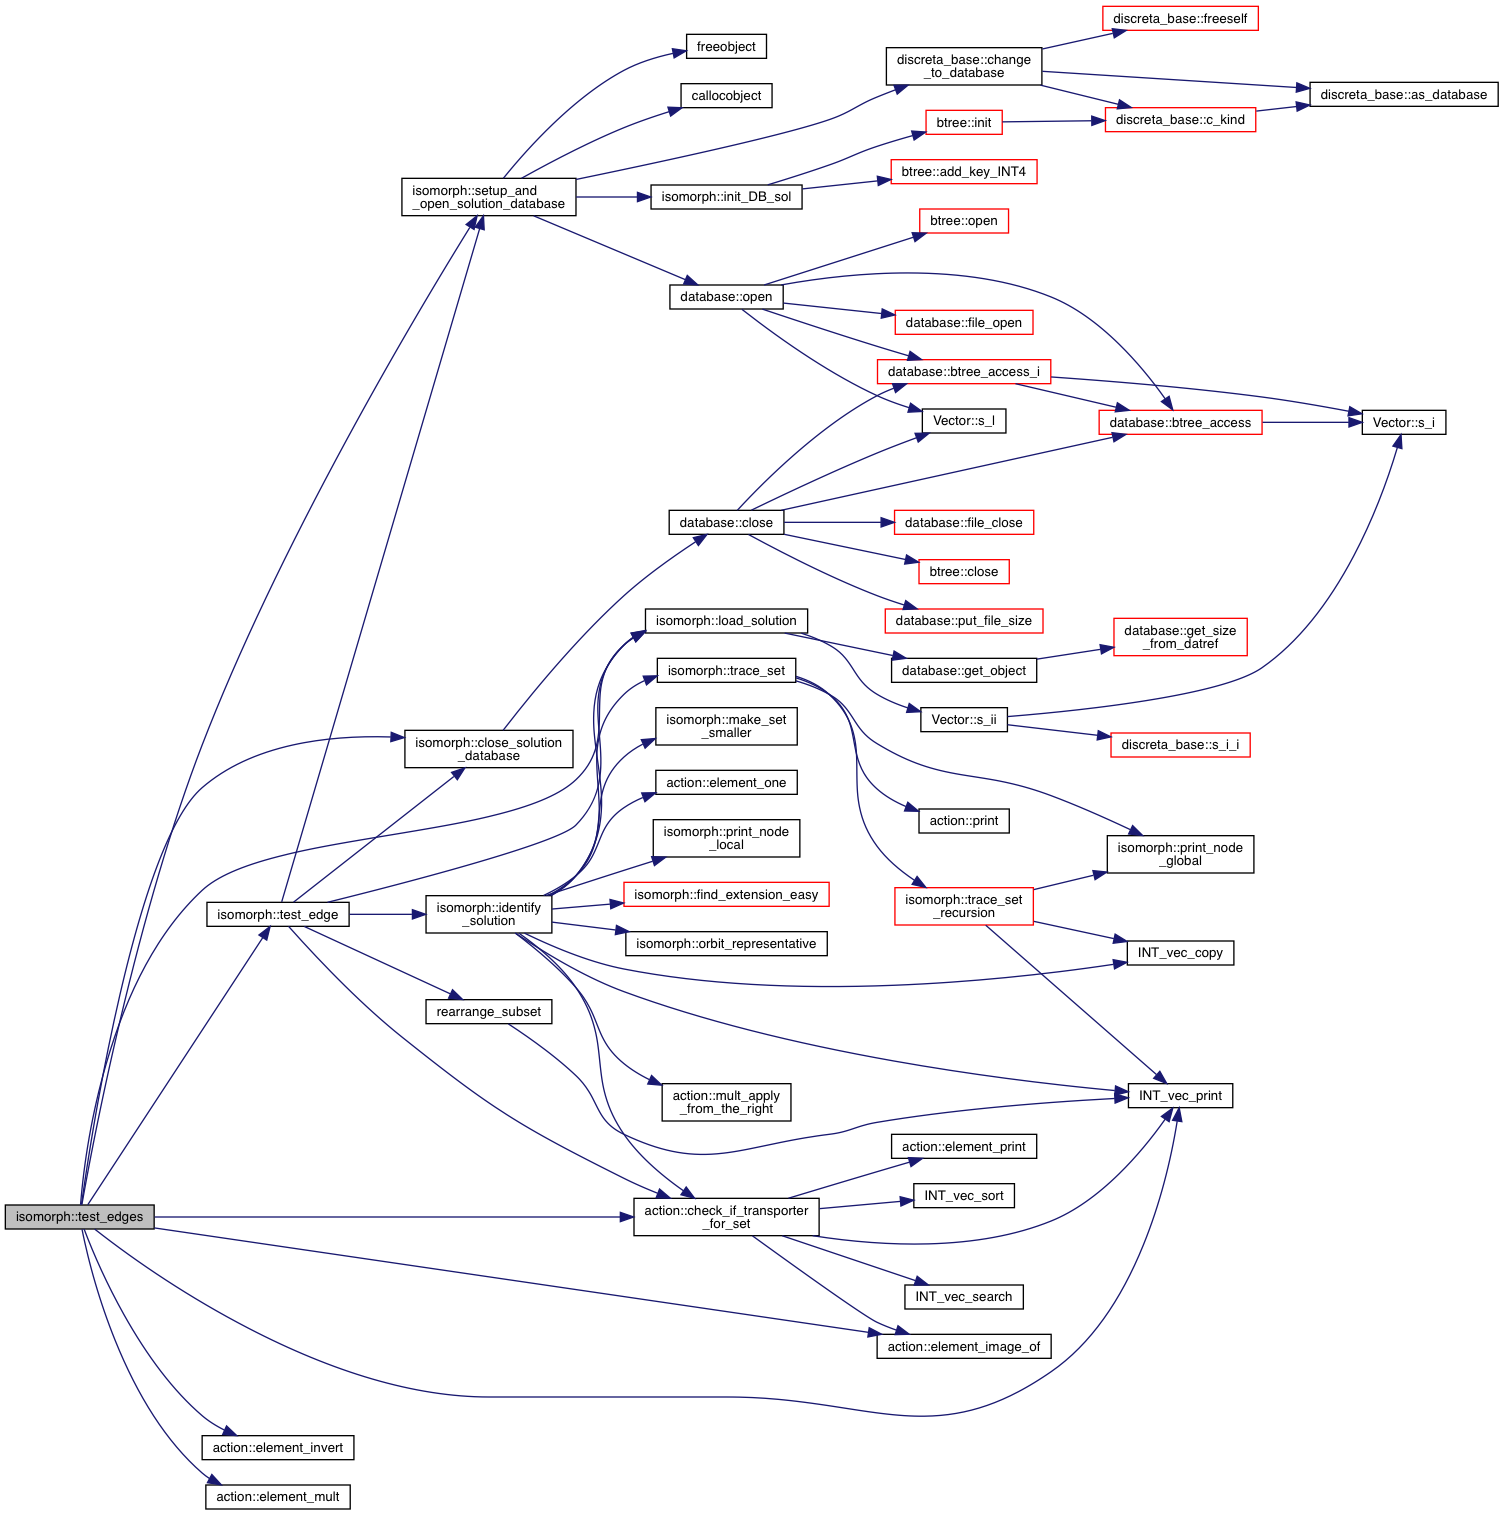 discreta_base::freeself
freeobject
discreta_base::change
_to_database
callocobject
discreta_base::as_database
btree::init
discreta_base::c_kind
btree::add_key_INT4
isomorph::setup_and
_open_solution_database
isomorph::init_DB_sol
btree::open
database::open
database::file_open
database::btree_access_i
Vector::s_l
database::btree_access
Vector::s_i
database::close
database::file_close
btree::close
isomorph::load_solution
database::put_file_size
database::get_size
_from_datref
isomorph::trace_set
database::get_object
isomorph::make_set
_smaller
Vector::s_ii
isomorph::close_solution
_database
discreta_base::s_i_i
action::element_one
action::print
isomorph::print_node
_local
isomorph::print_node
_global
isomorph::find_extension_easy
isomorph::test_edge
isomorph::identify
_solution
isomorph::trace_set
_recursion
isomorph::orbit_representative
INT_vec_copy
rearrange_subset
action::mult_apply
_from_the_right
INT_vec_print
action::element_print
INT_vec_sort
isomorph::test_edges
action::check_if_transporter
_for_set
INT_vec_search
action::element_image_of
action::element_invert
action::element_mult